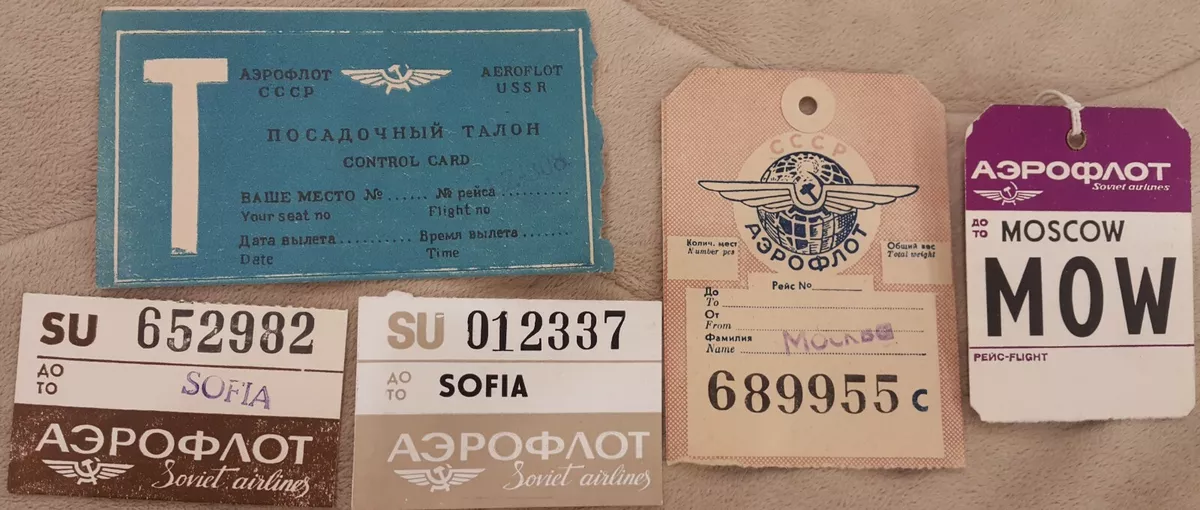 Т
АЭРОФЛОТ
СССР
AEROFLOT
USSR
ПОСАДОЧНЫЙ ТАЛОН
CONTROL CARD
ВАШЕ МЕСТО № ...... № рейса ..........
Your seat no Flight no
Дата вылета........... Время вылета..........
Date Time
SU 652982
ДО
TO
SOFIA
АЭРОФЛОТ
Soviet airlines
SU 012337
ДО
TO
SOFIA
АЭРОФЛОТ
Soviet airlines
СССР
АЭРОФЛОТ
Колич. мест
Number pcs
Общий вес
Total weight
Рейс No
До
To
От
From
Фамилия
Name
Москва
689955 с
АЭРОФЛОТ
Soviet airlines
ДО
TO
MOSCOW
MOW
РЕЙС-FLIGHT